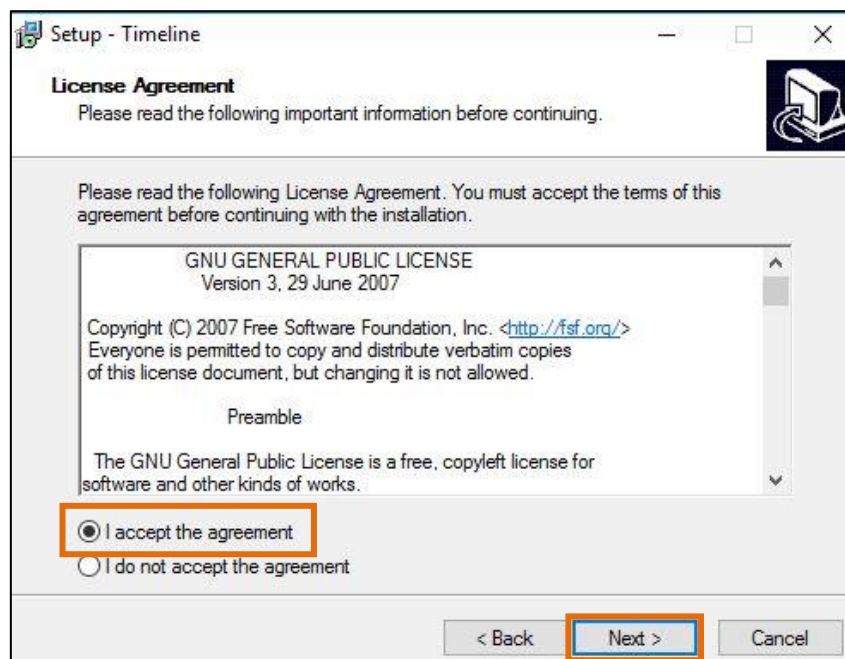 Setup - Timeline
License Agreement
Please read the following important information before continuing.
Please read the following License Agreement. You must accept the terms of this
agreement before continuing with the installation.
GNU GENERAL PUBLIC LICENSE
Version 3, 29 June 2007
Copyright (C) 2007 Free Software Foundation, Inc. <http://fsf.org/>
Everyone is permitted to copy and distribute verbatim copies
of this license document, but changing it is not allowed.
Preamble
The GNU General Public License is a free, copyleft license for
software and other kinds of works.
I accept the agreement
I do not accept the agreement
< Back Next > Cancel